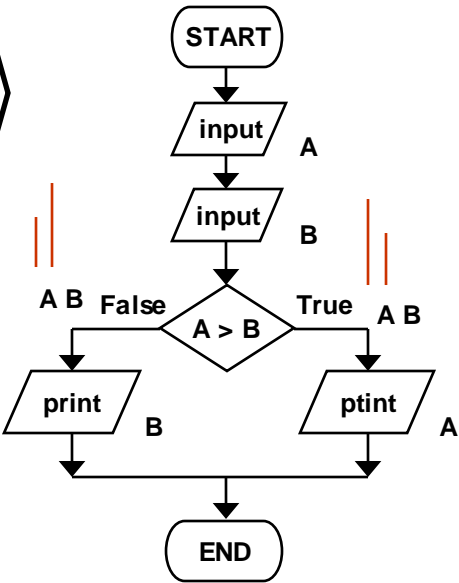 START
input
A
input
B
A B False
A > B
True A B
print
B
ptint
A
END